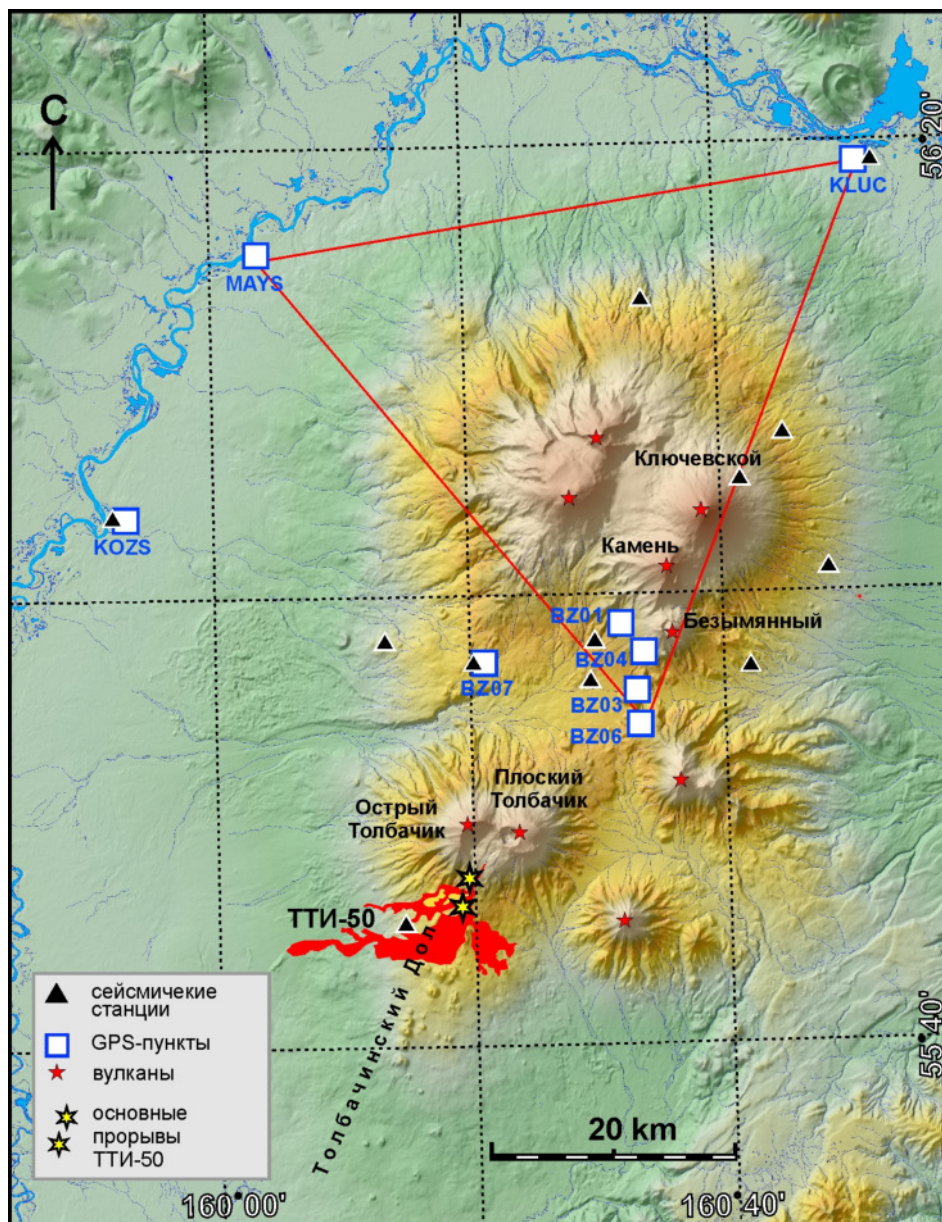 С
56 20'
KLUC
MAYS
Ключевской
KOZS
Камень
BZ01
Безымянный
BZ04
BZ07
BZ03
BZ06
Плоский
Толбачик
Острый
Толбачик
ТТИ-50
Толбачинский Дол
сейсмичекие
станции
GPS-пункты
вулканы
основные
прорывы
ТТИ-50
55 40'
20 km
160 00'
160 40'